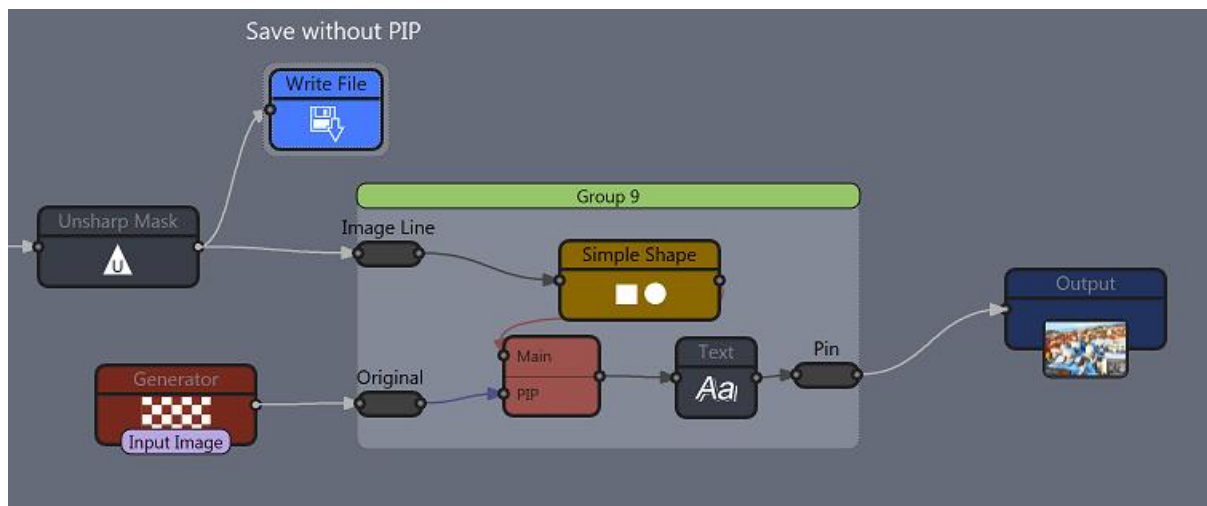 Save without PIP
Write File
Group 9
Unsharp Mask
U
Image Line
Simple Shape
Output
Main
Text
Pin
Generator
Original
PIP
Aa
Input Image